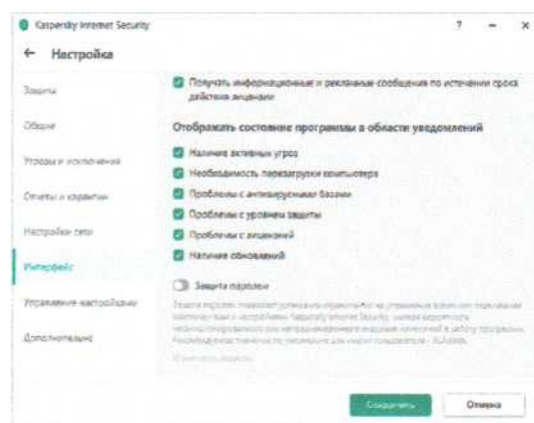 Kaspersky Internet Security
? – ×
← Настройка
Защита
Общие
Угрозы и исключения
Отчеты и карантин
Настройки сети
Интерфейс
Управление настройками
Дополнительно
Получать информационные и рекламные сообщения по истечении срока
действия лицензии
Отображать состояние программы в области уведомлений
Наличие активных угроз
Необходимость перезагрузки компьютера
Проблемы с антивирусными базами
Проблемы с уровнем защиты
Проблемы с лицензией
Наличие обновлений
Защита паролем
Сохранить
Отмена